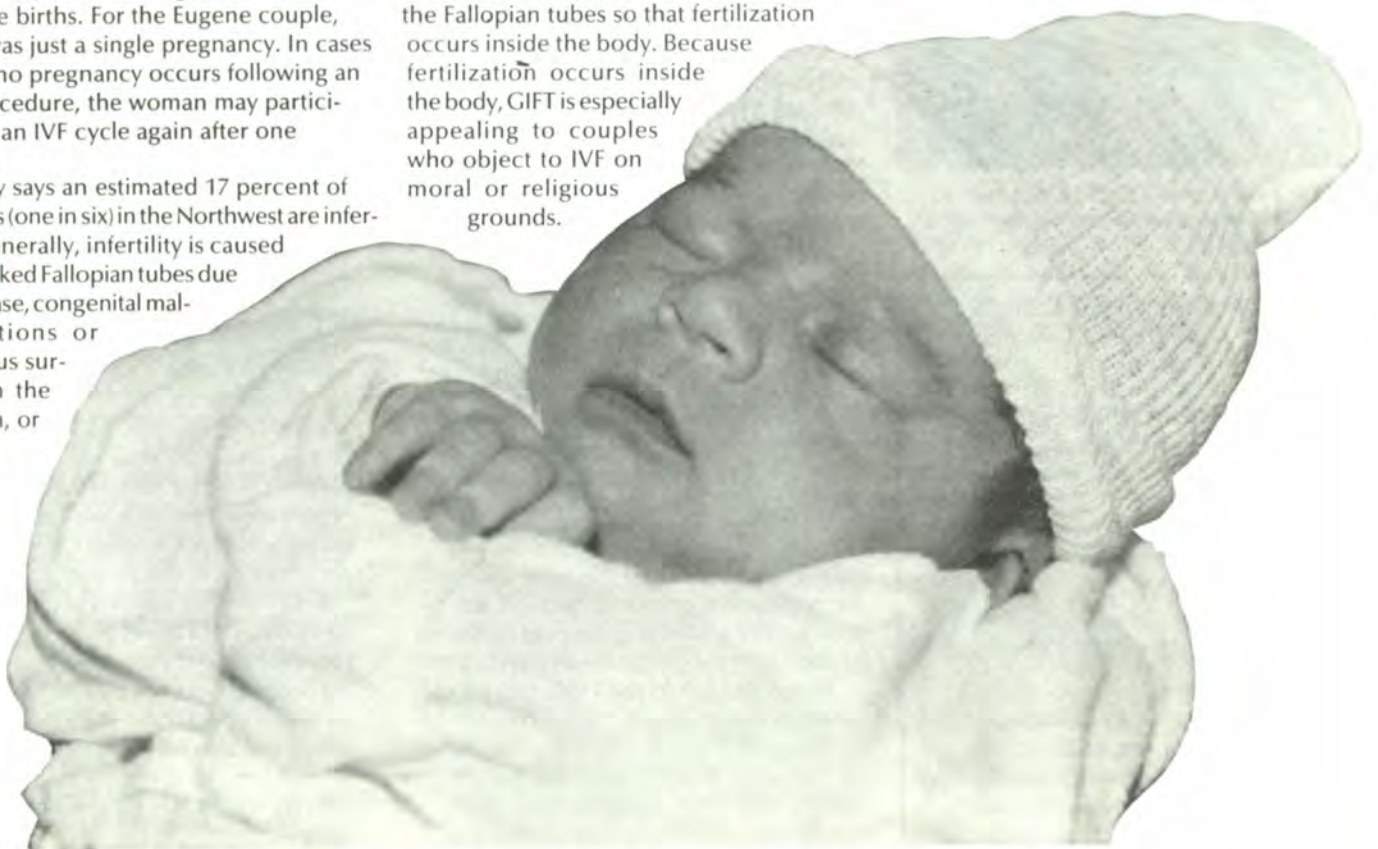 e births. For the Eugene couple,
as just a single pregnancy. In cases
no pregnancy occurs following an
cedure, the woman may partici-
an IVF cycle again after one
y says an estimated 17 percent of
s (one in six) in the Northwest are infer-
nerally, infertility is caused
ked Fallopian tubes due
se, congenital mal-
tions or
us sur-
the
, or
the Fallopian tubes so that fertilization
occurs inside the body. Because
fertilization occurs inside
the body, GIFT is especially
appealing to couples
who object to IVF on
moral or religious
grounds.